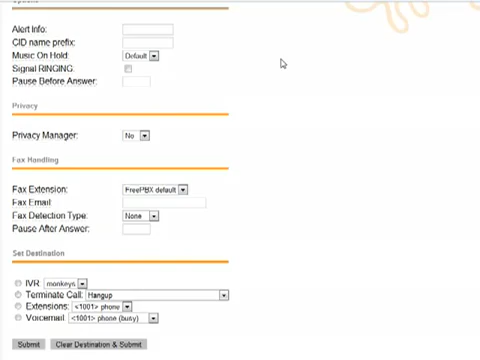 Options
Alert Info:
CID name prefix:
Music On Hold: Default
Signal RINGING:
Pause Before Answer:
Privacy
Privacy Manager: No
Fax Handling
Fax Extension: FreePBX default
Fax Email:
Fax Detection Type: None
Pause After Answer:
Set Destination
IVR monkeys
Terminate Call: Hangup
Extensions: <1001> phone
Voicemail: <1001> phone (busy)
Submit Clear Destination & Submit